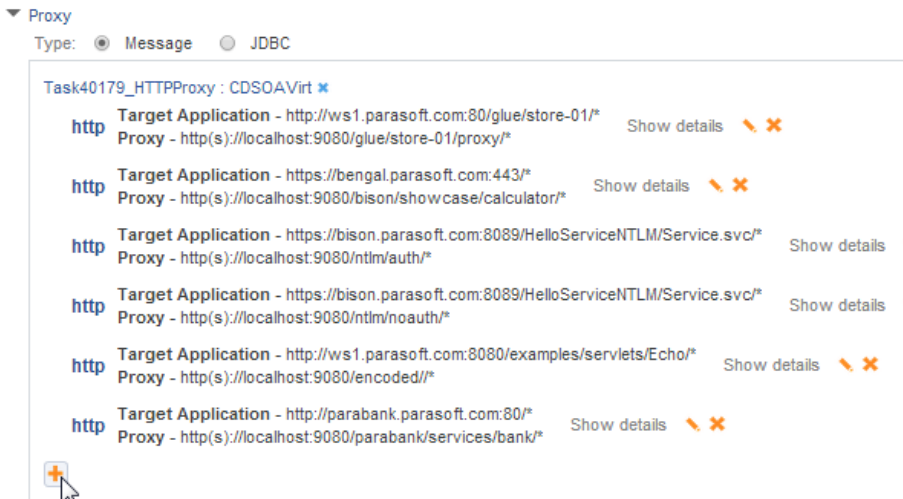 Proxy
Type: Message JDBC
Task40179_HTTPProxy : CDSOAVirt
http Target Application - http://ws1.parasoft.com:80/glue/store-01/* Show details
Proxy - http(s)://localhost:9080/glue/store-01/proxy/*
http Target Application - https://bengal.parasoft.com:443/* Show details
Proxy - http(s)://localhost:9080/bison/showcase/calculator/*
http Target Application - https://bison.parasoft.com:8089/HelloServiceNTLM/Service.svc/* Show details
Proxy - http(s)://localhost:9080/ntlm/auth/*
http Target Application - https://bison.parasoft.com:8089/HelloServiceNTLM/Service.svc/* Show details
Proxy - http(s)://localhost:9080/ntlm/noauth/*
http Target Application - http://ws1.parasoft.com:8080/examples/servlets/Echo/* Show details
Proxy - http(s)://localhost:9080/encoded//*
http Target Application - http://parabank.parasoft.com:80/* Show details
Proxy - http(s)://localhost:9080/parabank/services/bank/*